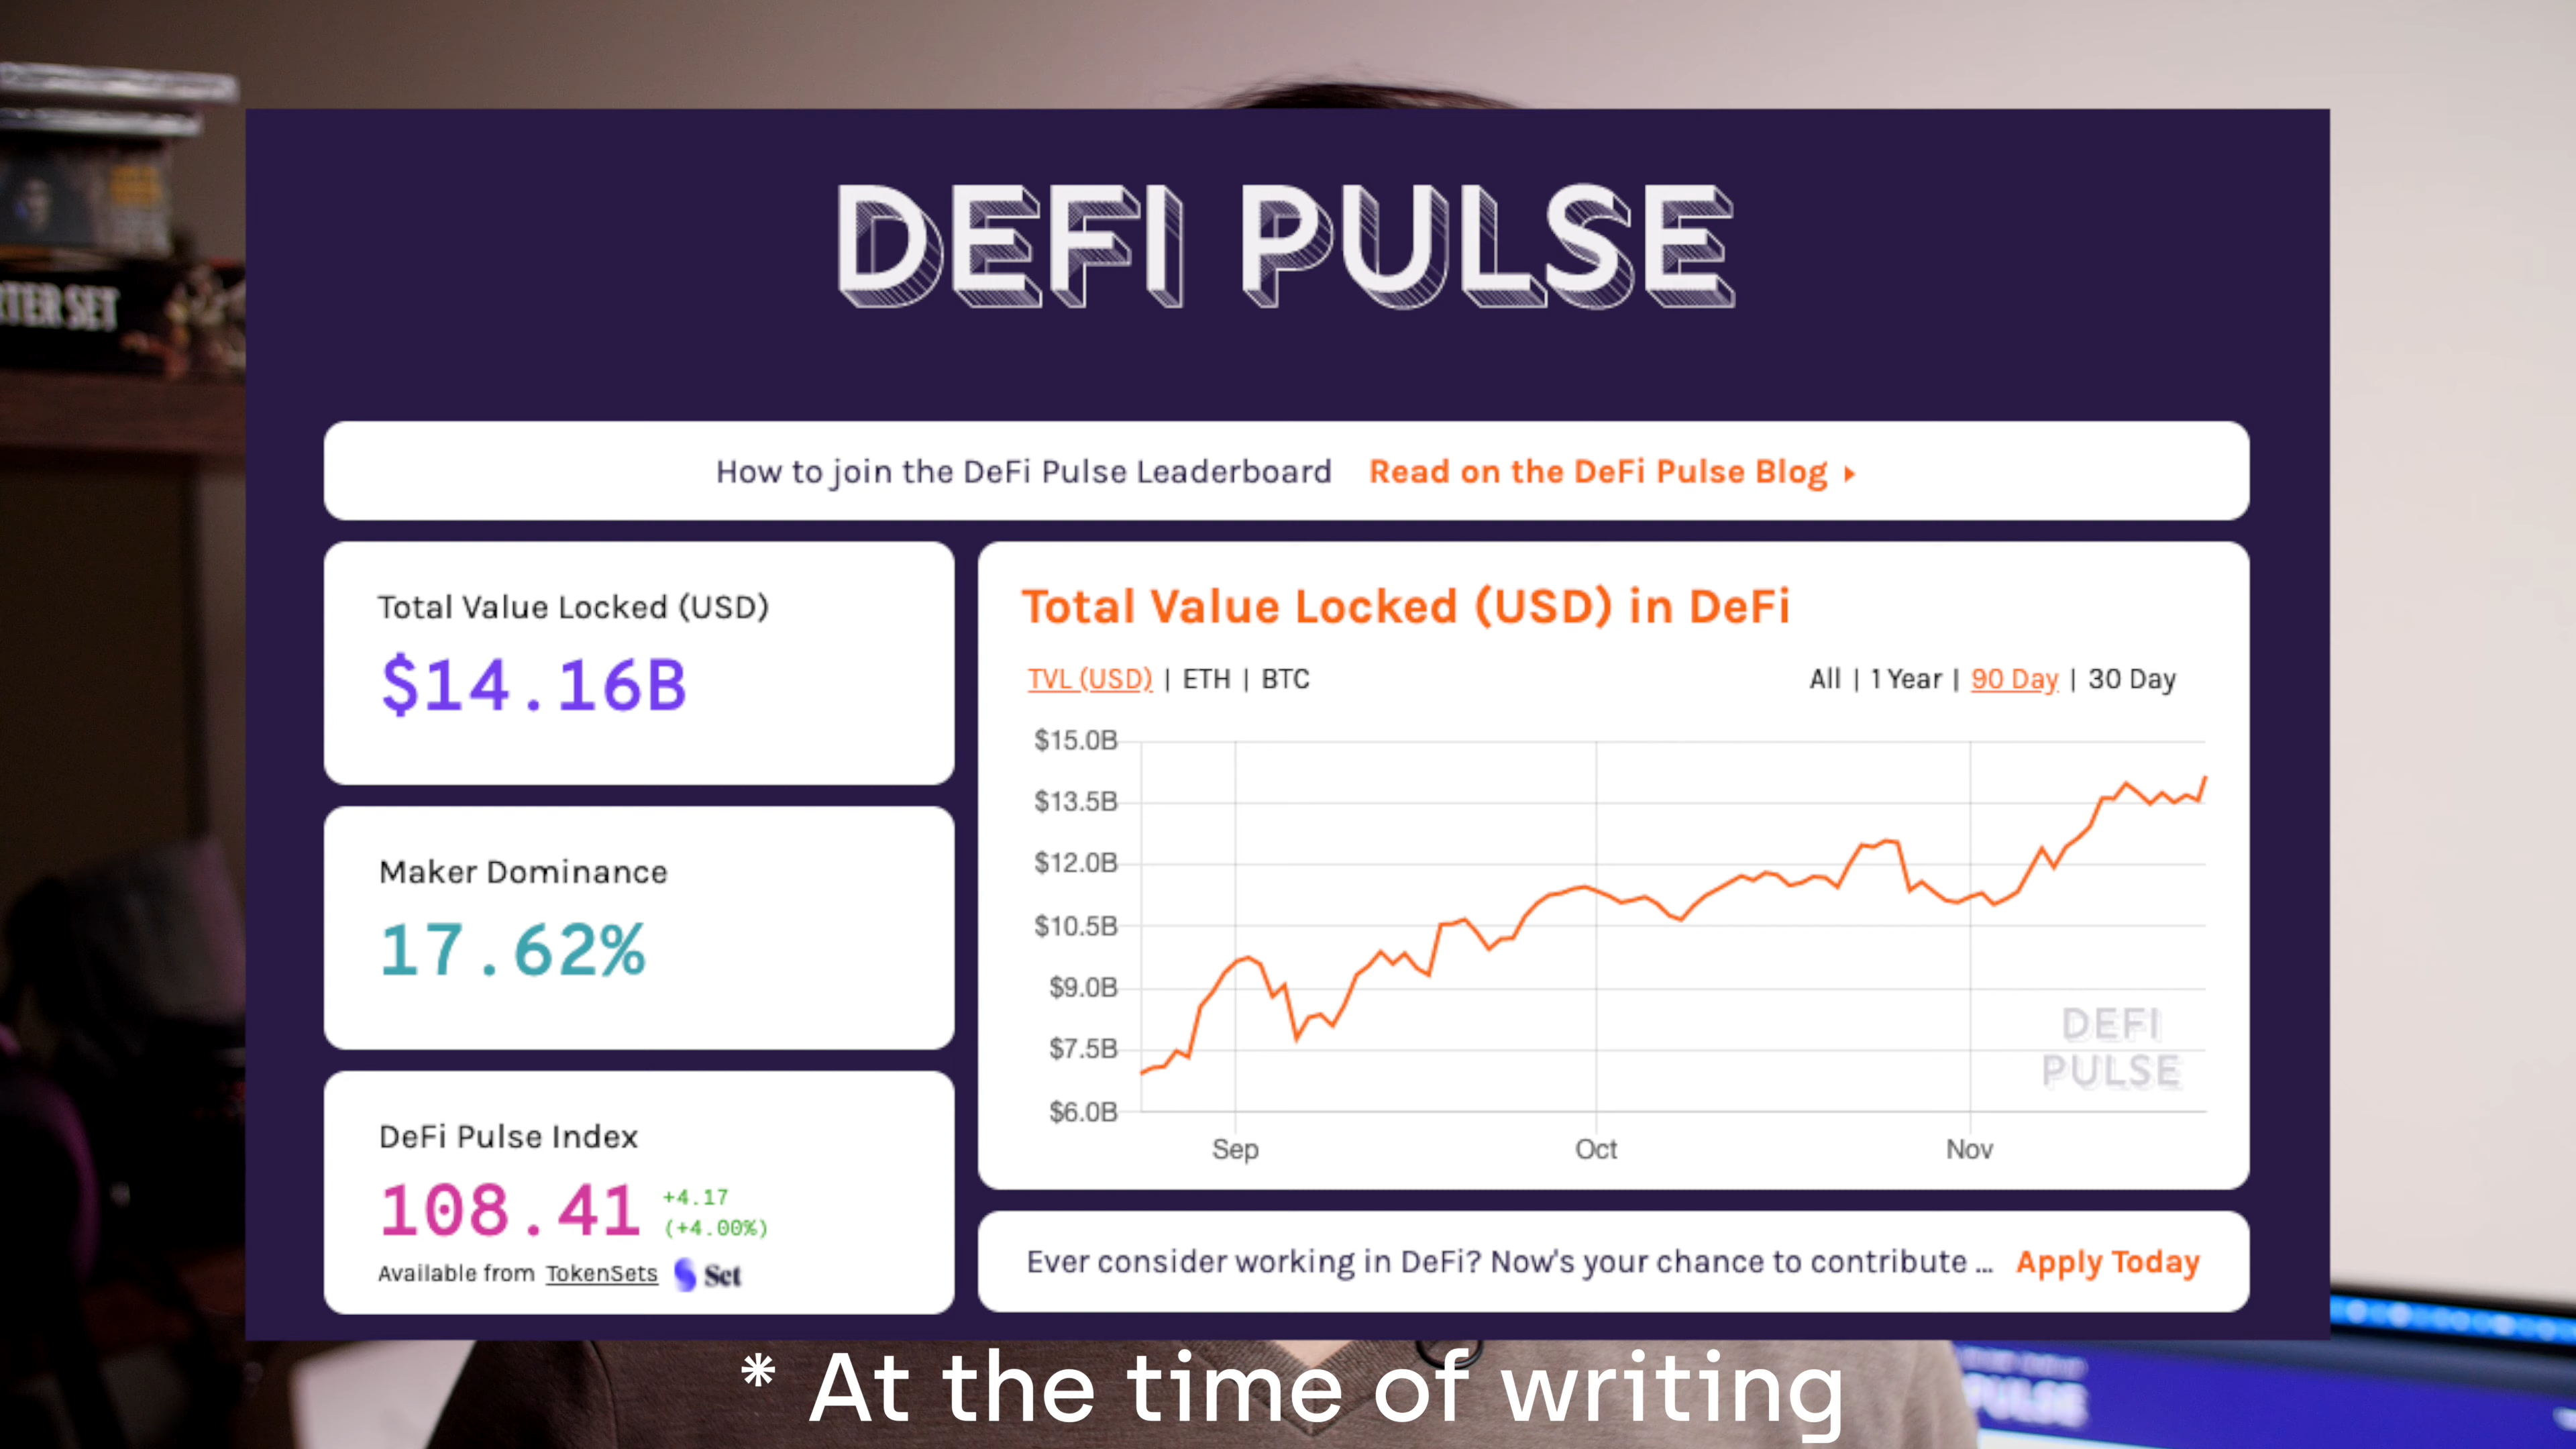 DEFI PULSE
How to join the DeFi Pulse Leaderboard Read on the DeFi Pulse Blog ▸
Total Value Locked (USD)
$14.16B
Maker Dominance
17.62%
DeFi Pulse Index
108.41 +4.17
(+4.00%)
Available from TokenSets Set
Total Value Locked (USD) in DeFi
TVL (USD) | ETH | BTC All | 1 Year | 90 Day | 30 Day
$15.0B
$13.5B
$12.0B
$10.5B
$9.0B
$7.5B
$6.0B
Sep Oct Nov
DEFI
PULSE
Ever consider working in DeFi? Now's your chance to contribute ... Apply Today
* At the time of writing
TER SET
PULSE